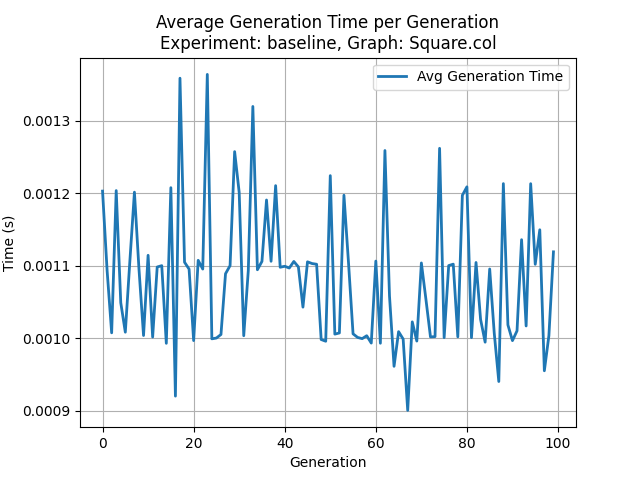 Average Generation Time per Generation
Experiment: baseline, Graph: Square.col
Avg Generation Time
Time (s)
0.0013
0.0012
0.0011
0.0010
0.0009
0 20 40 60 80 100
Generation